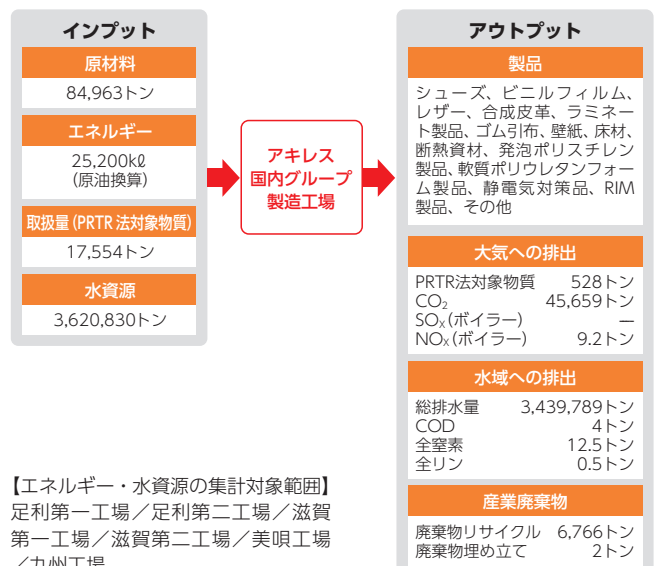 インプット
原材料
84,963トン
エネルギー
25,200kℓ
(原油換算)
取扱量(PRTR法対象物質)
17,554トン
水資源
3,620,830トン
アキレス
国内グループ
製造工場
アウトプット
製品
シューズ、ビニルフィルム、
レザー、合成皮革、ラミネー
ト製品、ゴム引布、壁紙、床材、
断熱資材、発泡ポリスチレン
製品、軟質ポリウレタンフォー
ム製品、静電気対策品、RIM
製品、その他
大気への排出
PRTR法対象物質 528トン
CO₂ 45,659トン
SOx(ボイラー) ―
NOx(ボイラー) 9.2トン
水域への排出
総排水量 3,439,789トン
COD 4トン
全窒素 12.5トン
全リン 0.5トン
産業廃棄物
廃棄物リサイクル 6,766トン
廃棄物埋め立て 2トン
【エネルギー・水資源の集計対象範囲】
足利第一工場／足利第二工場／滋賀
第一工場／滋賀第二工場／美唄工場
／九州工場